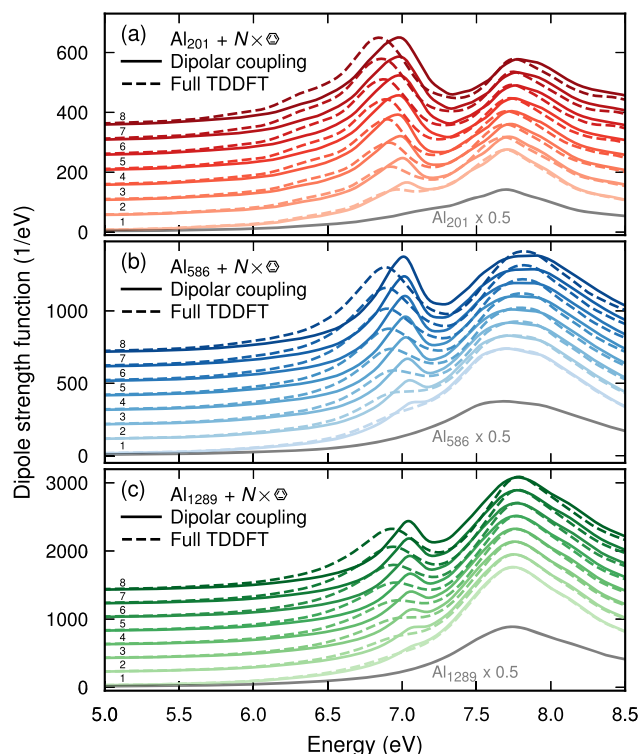 (a)
Al201 + N×⌬
Dipolar coupling
Full TDDFT
600
400
200
0
8
7
6
5
4
3
2
1
Al201 x 0.5
(b)
Al586 + N×⌬
Dipolar coupling
Full TDDFT
1000
500
0
8
7
6
5
4
3
2
1
Al586 x 0.5
(c)
Al1289 + N×⌬
Dipolar coupling
Full TDDFT
3000
2000
1000
0
8
7
6
5
4
3
2
1
Al1289 x 0.5
5.0 5.5 6.0 6.5 7.0 7.5 8.0 8.5
Energy (eV)
Dipole strength function (1/eV)